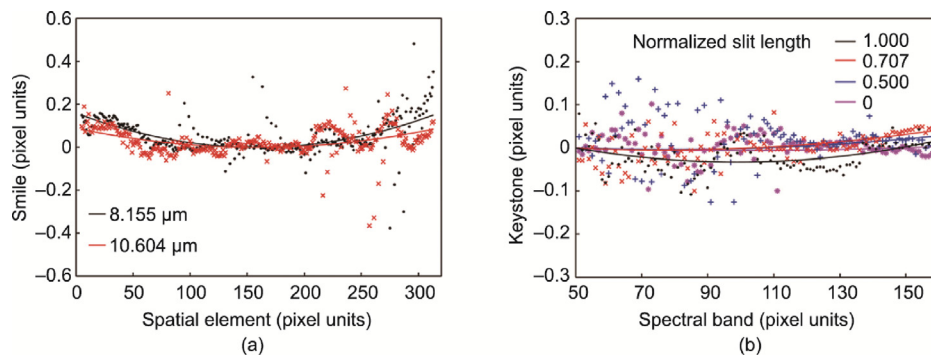 0.6
0.4
0.2
0
−0.2
−0.4
−0.6
Smile (pixel units)
8.155 µm
10.604 µm
0 50 100 150 200 250 300
Spatial element (pixel units)
(a)
0.3
0.2
0.1
0
−0.1
−0.2
−0.3
Keystone (pixel units)
Normalized slit length
1.000
0.707
0.500
0
50 70 90 110 130 150
Spectral band (pixel units)
(b)